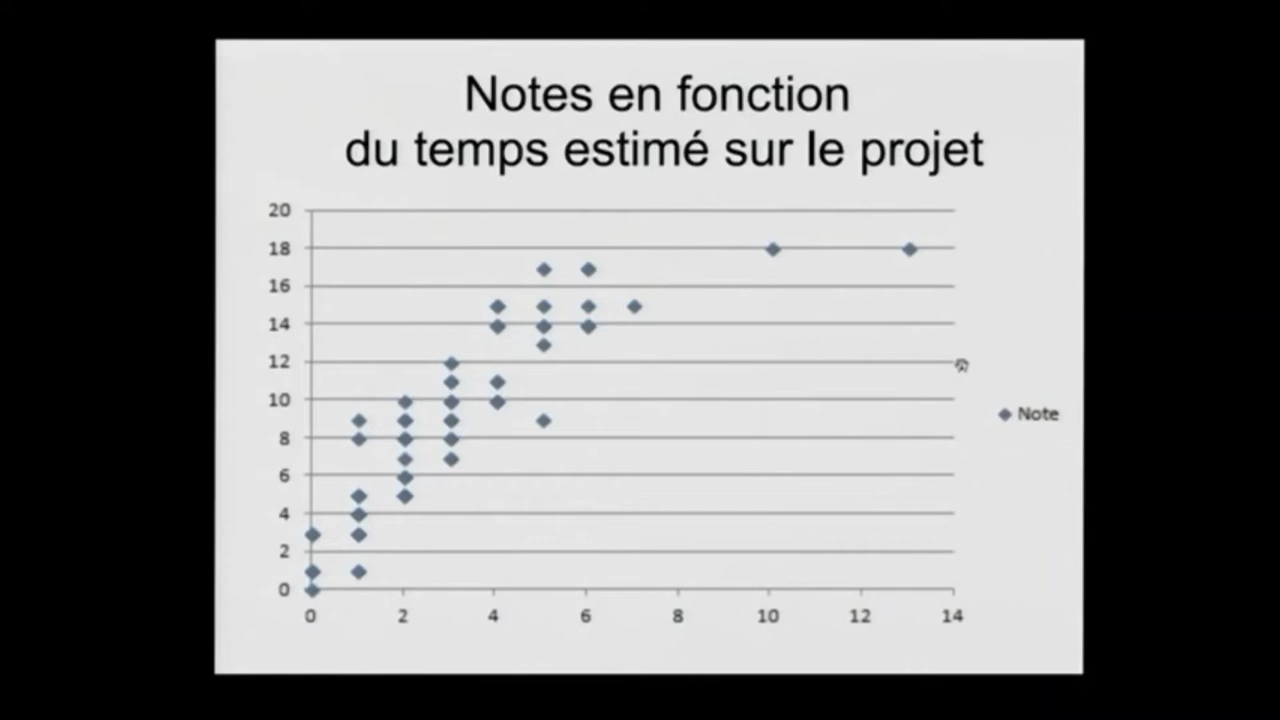 Notes en fonction
du temps estimé sur le projet
20
18
16
14
12
10
8
6
4
2
0
0 2 4 6 8 10 12 14
Note